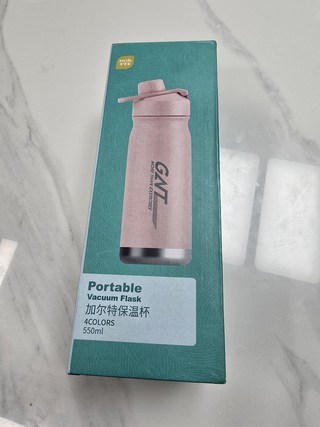 GNT
Portable
Vacuum Flask
加尔特保温杯
4COLORS
550ml